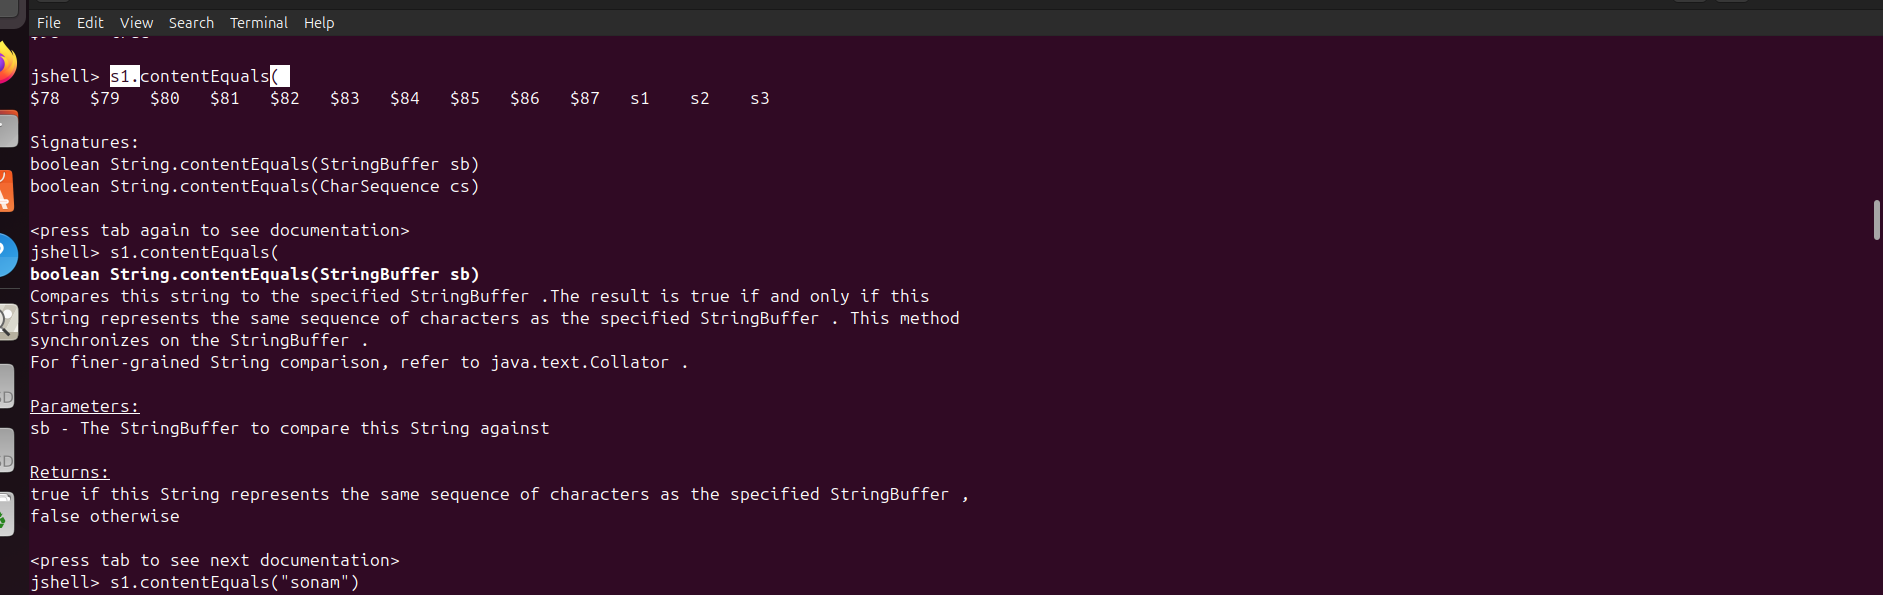 File Edit View Search Terminal Help
jshell> s1.contentEquals(
$78 $79 $80 $81 $82 $83 $84 $85 $86 $87 s1 s2 s3
Signatures:
boolean String.contentEquals(StringBuffer sb)
boolean String.contentEquals(CharSequence cs)
<press tab again to see documentation>
jshell> s1.contentEquals(
boolean String.contentEquals(StringBuffer sb)
Compares this string to the specified StringBuffer .The result is true if and only if this
String represents the same sequence of characters as the specified StringBuffer . This method
synchronizes on the StringBuffer .
For finer-grained String comparison, refer to java.text.Collator .
Parameters:
sb - The StringBuffer to compare this String against
Returns:
true if this String represents the same sequence of characters as the specified StringBuffer ,
false otherwise
<press tab to see next documentation>
jshell> s1.contentEquals("sonam")